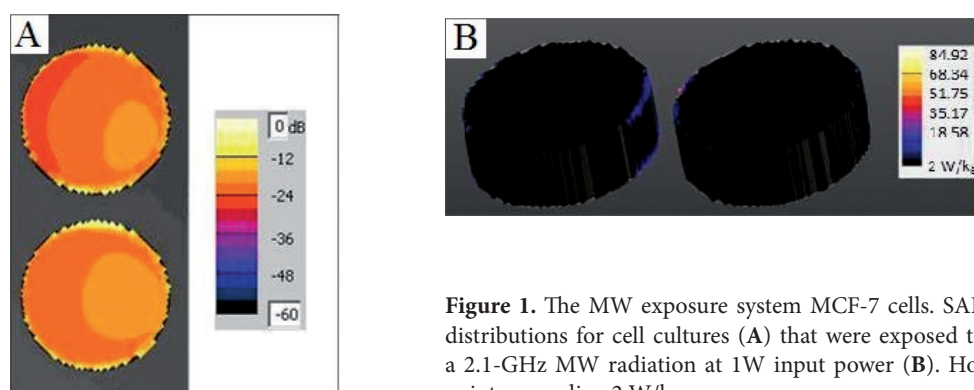 A
0 dB
-12
-24
-36
-48
-60
B
84.92
68.34
51.75
35.17
18.58
2 W/kg
Figure 1. The MW exposure system MCF-7 cells. SAR
distributions for cell cultures (A) that were exposed
a 2.1-GHz MW radiation at 1W input power (B).